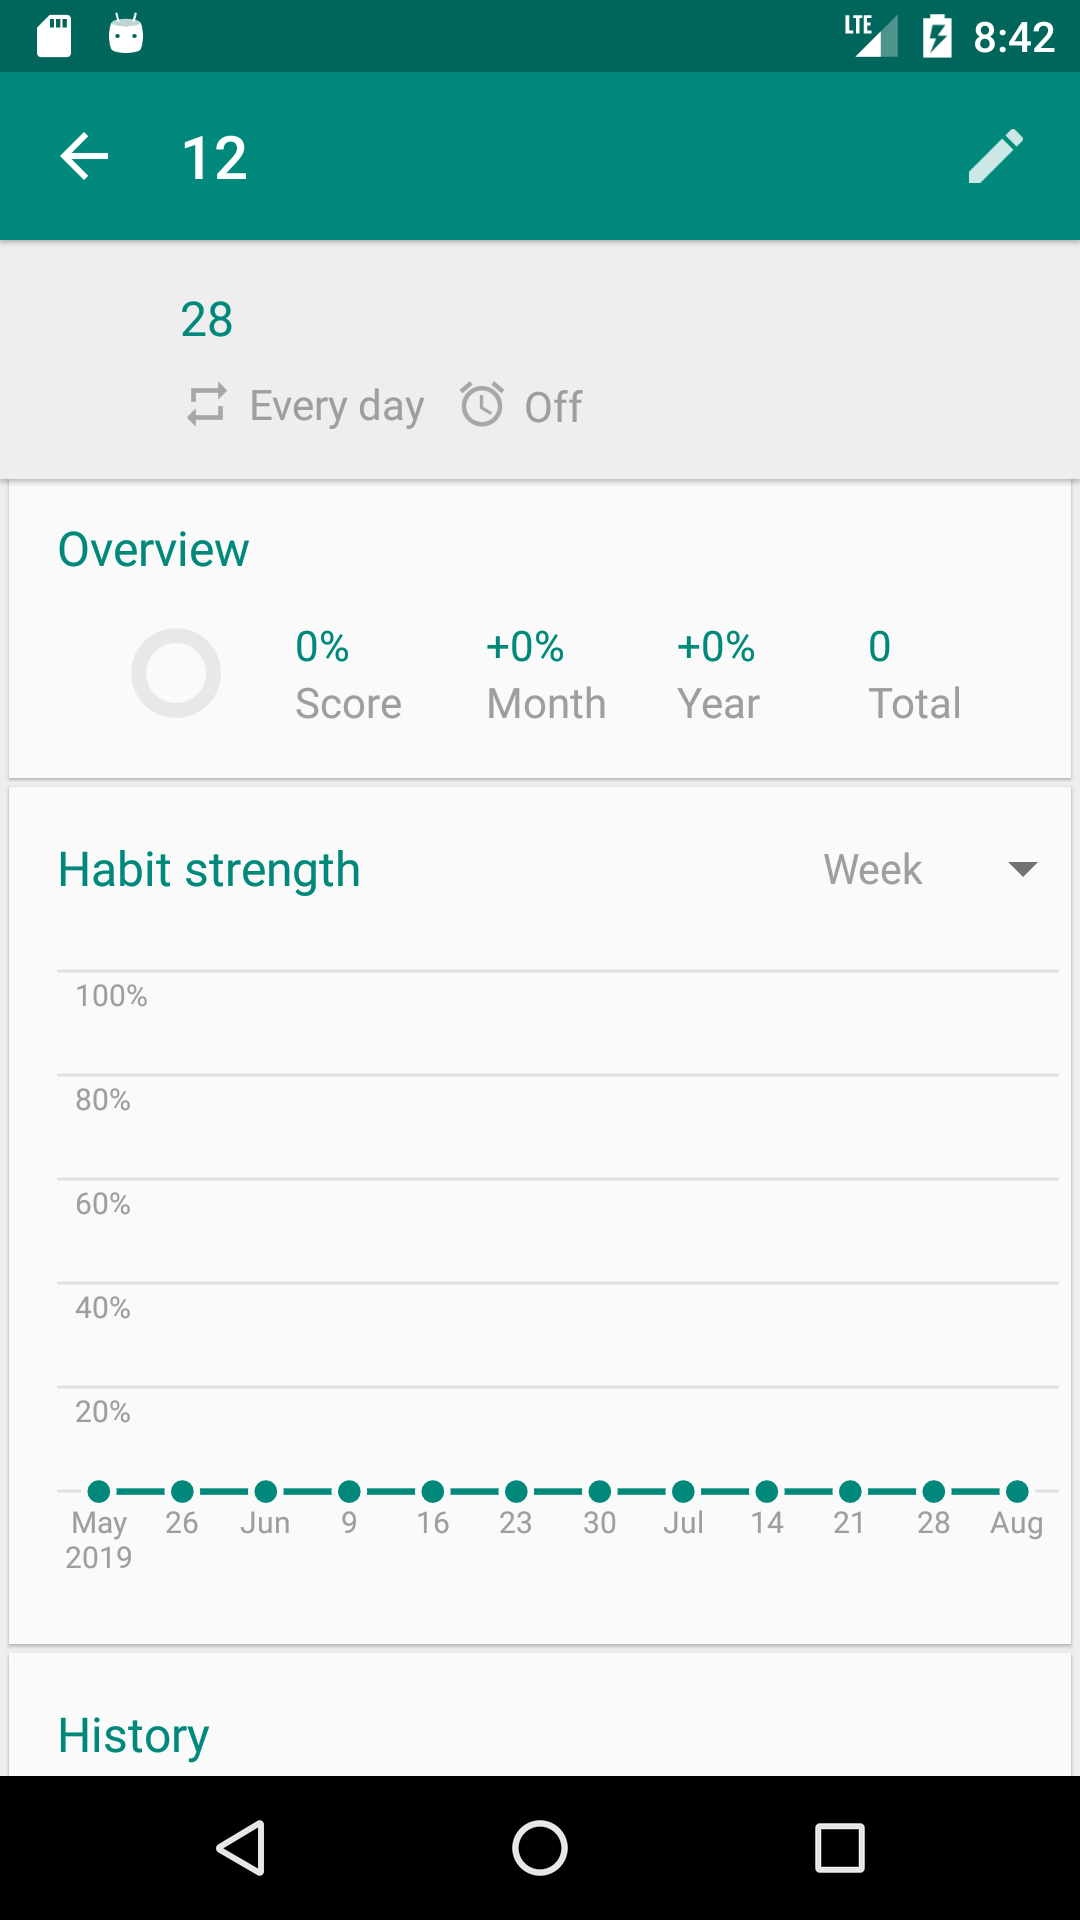 LTE 8:42
12
28
Every day Off
Overview
0% +0% +0% 0
Score Month Year Total
Habit strength Week
100%
80%
60%
40%
20%
May 26 Jun 9 16 23 30 Jul 14 21 28 Aug
2019
History